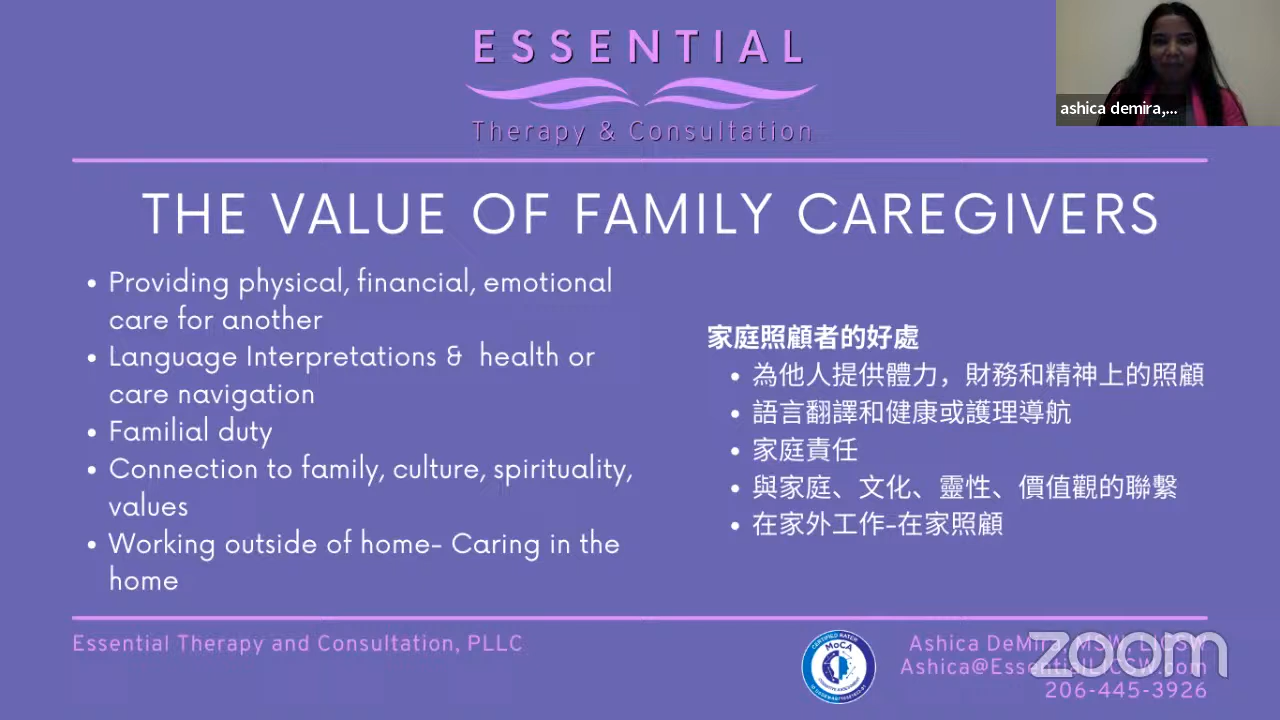 ESSENTIAL
Therapy & Consultation
ashica demira,...
THE VALUE OF FAMILY CAREGIVERS
• Providing physical, financial, emotional
care for another
• Language Interpretations & health or
care navigation
• Familial duty
• Connection to family, culture, spirituality,
values
• Working outside of home- Caring in the
home
家庭照顧者的好處
• 為他人提供體力，財務和精神上的照顧
• 語言翻譯和健康或護理導航
• 家庭責任
• 與家庭、文化、靈性、價值觀的聯繫
• 在家外工作-在家照顧
Essential Therapy and Consultation, PLLC
MoCA
Ashica DeMira, MSW LICSW
Ashica@EssentialLICSW.com
206-445-3926
zoom